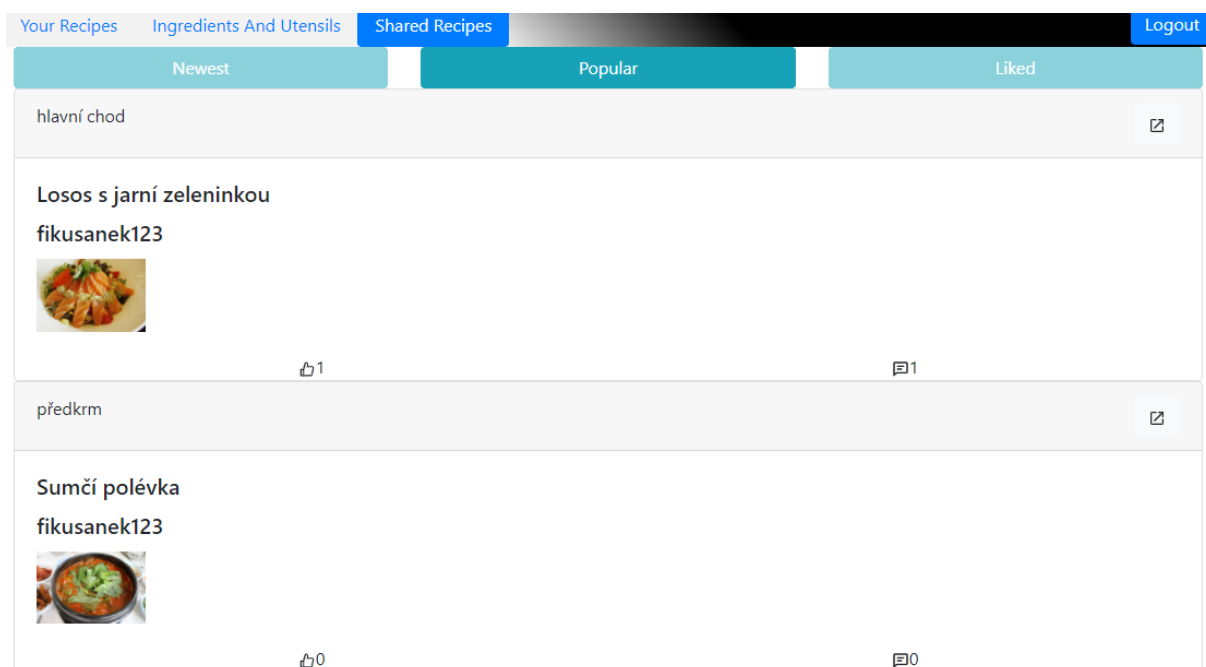 Your Recipes Ingredients And Utensils Shared Recipes Logout
Newest Popular Liked
hlavní chod
Losos s jarní zeleninkou
fikusanek123
1 1
předkrm
Sumčí polévka
fikusanek123
0 0